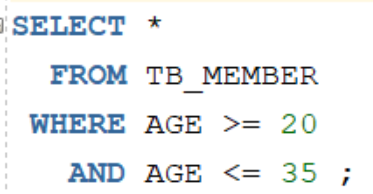 SELECT *
FROM TB_MEMBER
WHERE AGE >= 20
AND AGE <= 35 ;